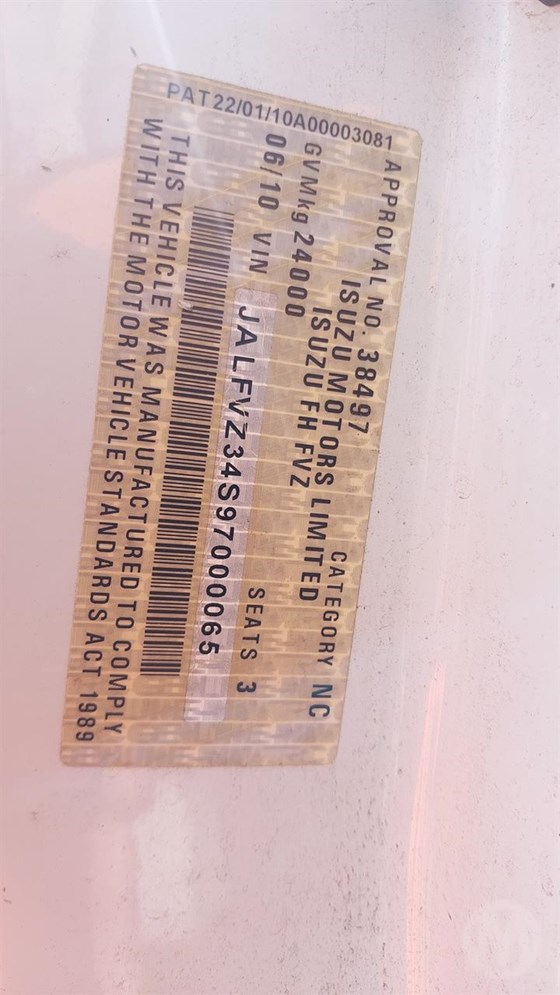 PAT22/01/10A00003081
APPROVAL NO. 38497 CATEGORY NC
ISUZU MOTORS LIMITED
ISUZU FH FVZ
GVMkg 24000
06/10 VIN JALFVZ34S97000065 SEATS 3
THIS VEHICLE WAS MANUFACTURED TO COMPLY
WITH THE MOTOR VEHICLE STANDARDS ACT 1989